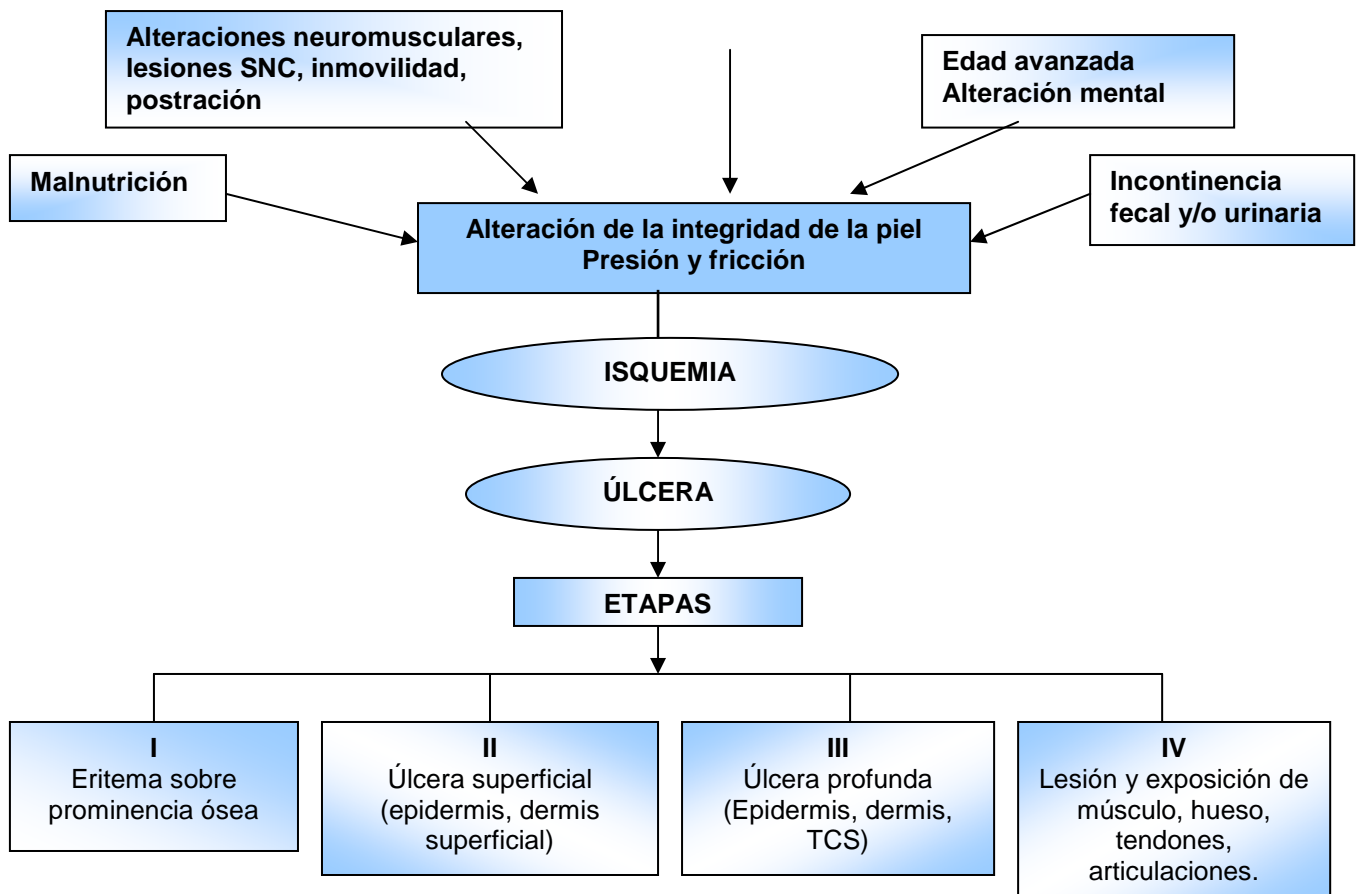 Alteraciones neuromusculares,
lesiones SNC, inmovilidad,
postración
Edad avanzada
Alteración mental
Malnutrición
Incontinencia
fecal y/o urinaria
Alteración de la integridad de la piel
Presión y fricción
ISQUEMIA
ÚLCERA
ETAPAS
I
Eritema sobre
prominencia ósea
II
Úlcera superficial
(epidermis, dermis
superficial)
III
Úlcera profunda
(Epidermis, dermis,
TCS)
IV
Lesión y exposición de
músculo, hueso,
tendones,
articulaciones.